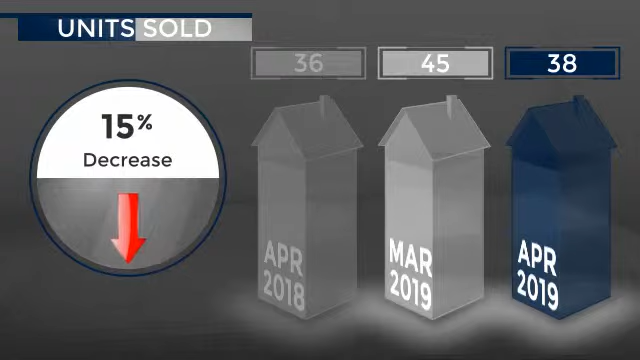 UNITS SOLD
36
45
38
15%
Decrease
APR
2018
MAR
2019
APR
2019